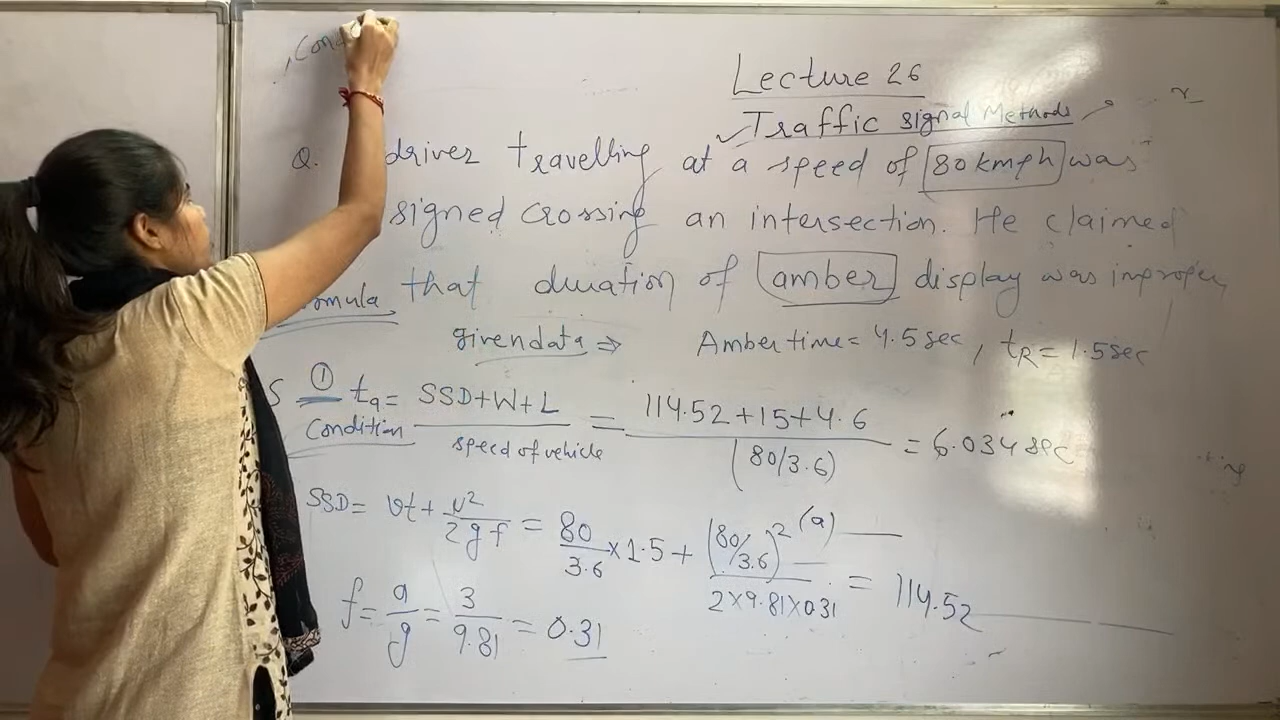 Lecture 26
Traffic signal Methods
Q. driver travelling at a speed of 80 kmph was
signed crossing an intersection. He claimed
that duration of amber display was improper,
given data ⇒ Amber time = 4.5 sec, tR = 1.5 sec
① ta = SSD+W+L / speed of vehicle = 114.52+15+4.6 / (80/3.6) = 6.034 sec
Condition
SSD = vt + v²/2gf = 80/3.6 × 1.5 + (80/3.6)² / 2×9.81×0.31 = 114.52
(a)
f = a/g = 3/9.81 = 0.31